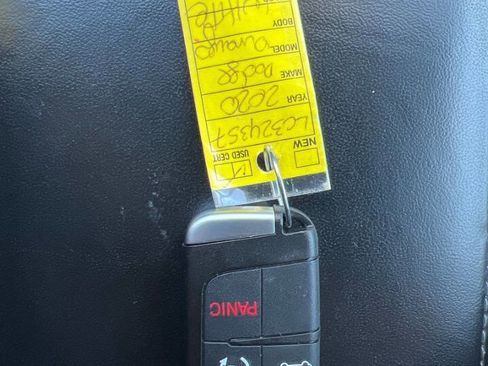 NEW
USED CERT
LC324357
YEAR 2020
MAKE Dodge
MODEL Durango
BODY
White
PANIC